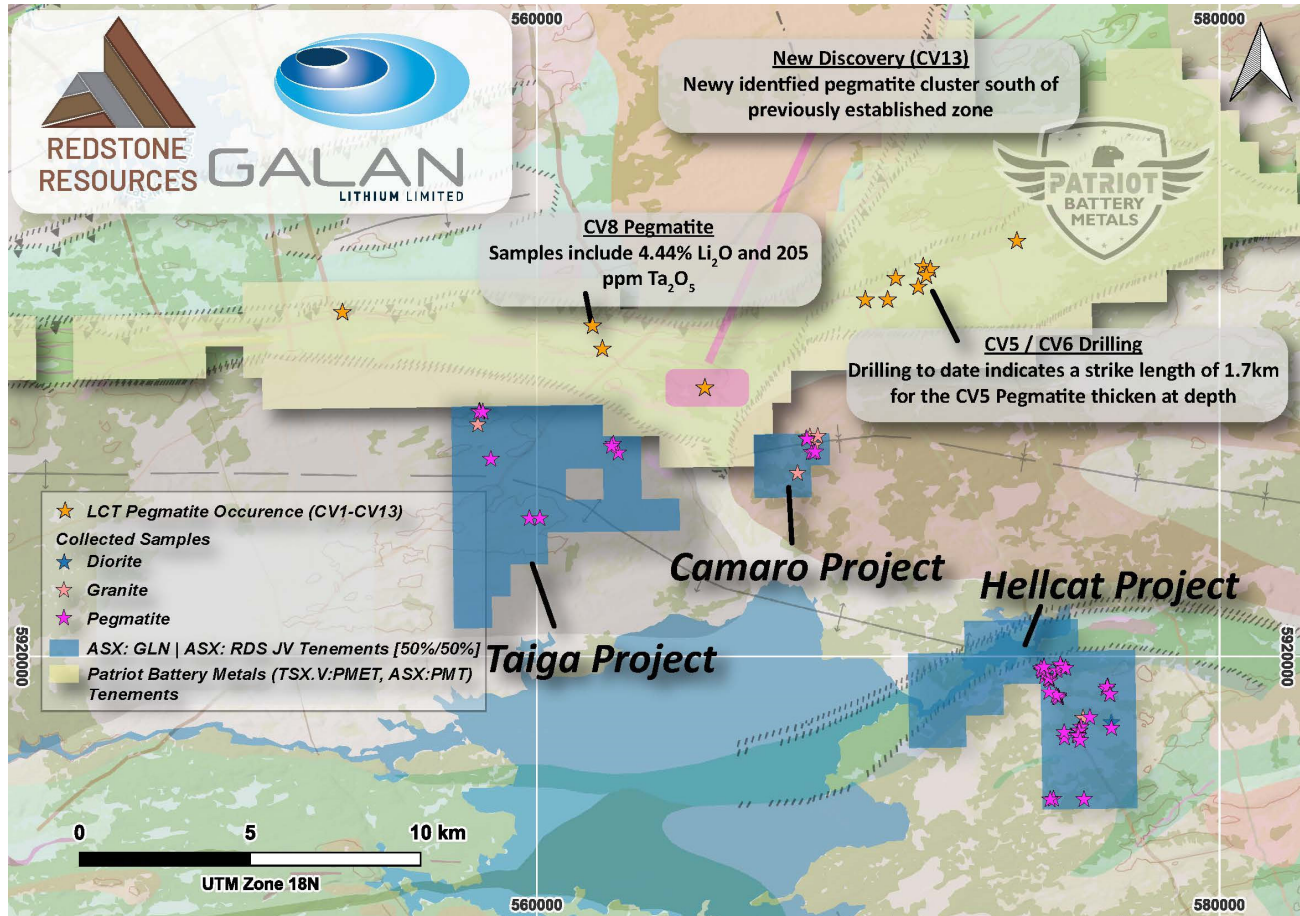 560000
580000
REDSTONE
RESOURCES
GALAN
LITHIUM LIMITED
New Discovery (CV13)
Newy identfied pegmatite cluster south of
previously established zone
PATRIOT
BATTERY
METALS
CV8 Pegmatite
Samples include 4.44% Li₂O and 205
ppm Ta₂O₅
CV5 / CV6 Drilling
Drilling to date indicates a strike length of 1.7km
for the CV5 Pegmatite thicken at depth
LCT Pegmatite Occurence (CV1-CV13)
Collected Samples
Diorite
Granite
Pegmatite
ASX: GLN | ASX: RDS JV Tenements [50%/50%]
Patriot Battery Metals (TSX.V:PMET, ASX:PMT)
Tenements
Camaro Project
Hellcat Project
Taiga Project
5920000
5920000
0 5 10 km
UTM Zone 18N
560000
580000